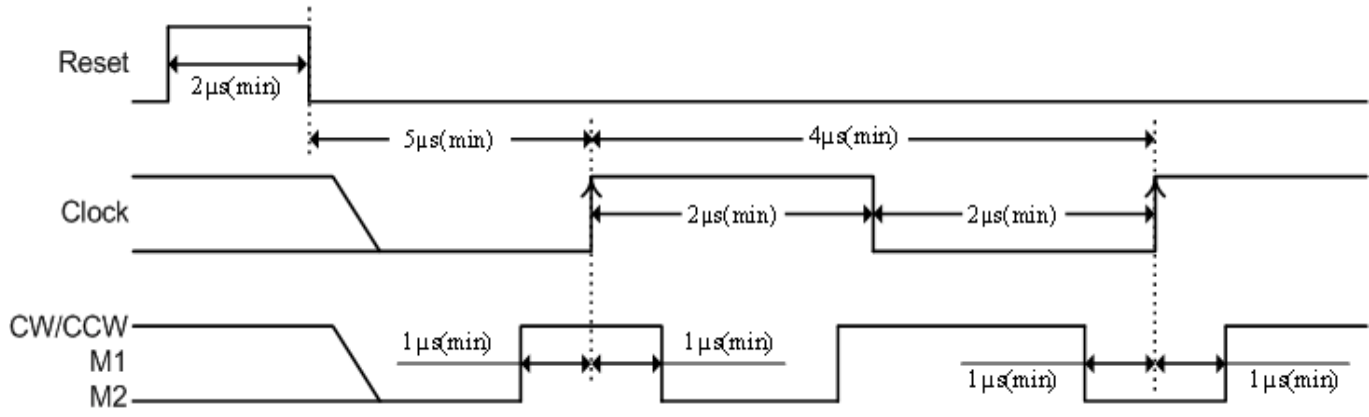 Reset
2μs(min)
5μs(min)
4μs(min)
Clock
2μs(min)
2μs(min)
CW/CCW
M1
M2
1μs(min)
1μs(min)
1μs(min)
1μs(min)